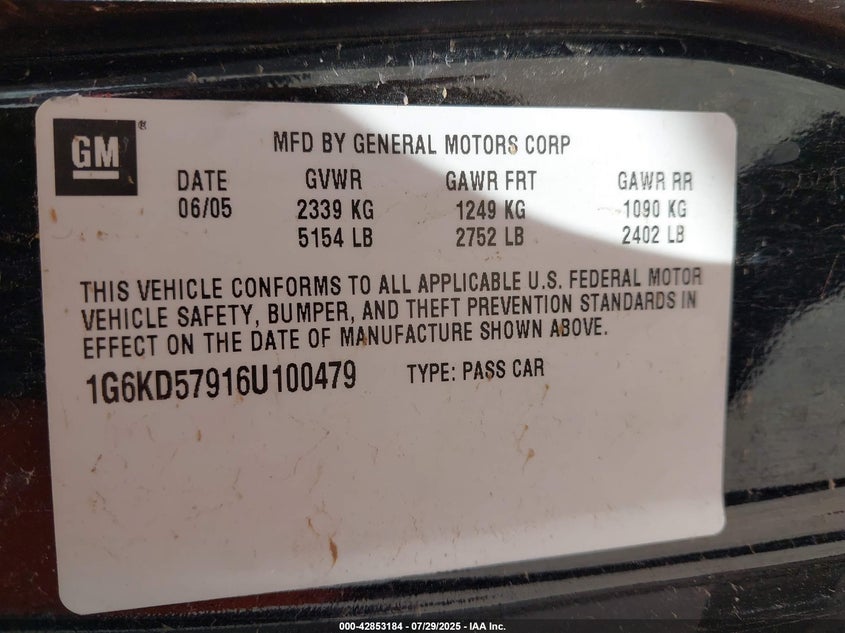 GM®
MFD BY GENERAL MOTORS CORP
DATE GVWR GAWR FRT GAWR RR
06/05 2339 KG 1249 KG 1090 KG
5154 LB 2752 LB 2402 LB
THIS VEHICLE CONFORMS TO ALL APPLICABLE U.S. FEDERAL MOTOR
VEHICLE SAFETY, BUMPER, AND THEFT PREVENTION STANDARDS IN
EFFECT ON THE DATE OF MANUFACTURE SHOWN ABOVE.
1G6KD57916U100479 TYPE: PASS CAR
000-42853184 - 07/29/2025 - IAA Inc.